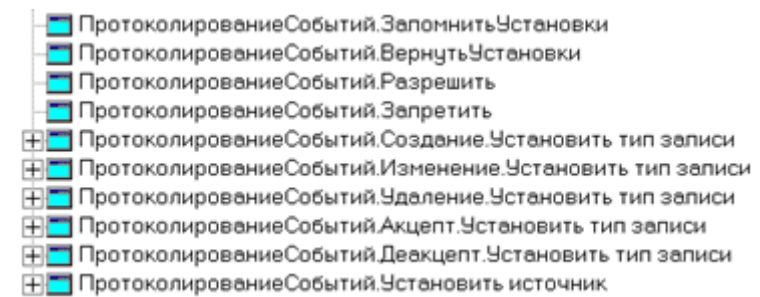 ПротоколированиеСобытий.ЗапомнитьУстановки
ПротоколированиеСобытий.ВернутьУстановки
ПротоколированиеСобытий.Разрешить
ПротоколированиеСобытий.Запретить
ПротоколированиеСобытий.Создание.Установить тип записи
ПротоколированиеСобытий.Изменение.Установить тип записи
ПротоколированиеСобытий.Удаление.Установить тип записи
ПротоколированиеСобытий.Акцепт.Установить тип записи
ПротоколированиеСобытий.Деакцепт.Установить тип записи
ПротоколированиеСобытий.Установить источник